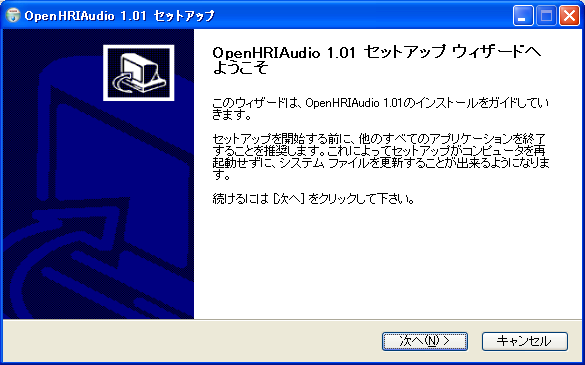 OpenHRIAudio 1.01 セットアップ
OpenHRIAudio 1.01 セットアップ ウィザードへ
ようこそ
このウィザードは、OpenHRIAudio 1.01のインストールをガイドしてい
きます。
セットアップを開始する前に、他のすべてのアプリケーションを終了
することを推奨します。これによってセットアップがコンピュータを再
起動せずに、システム ファイルを更新することが出来るようになりま
す。
続けるには [次へ] をクリックして下さい。
次へ(N) >
キャンセル